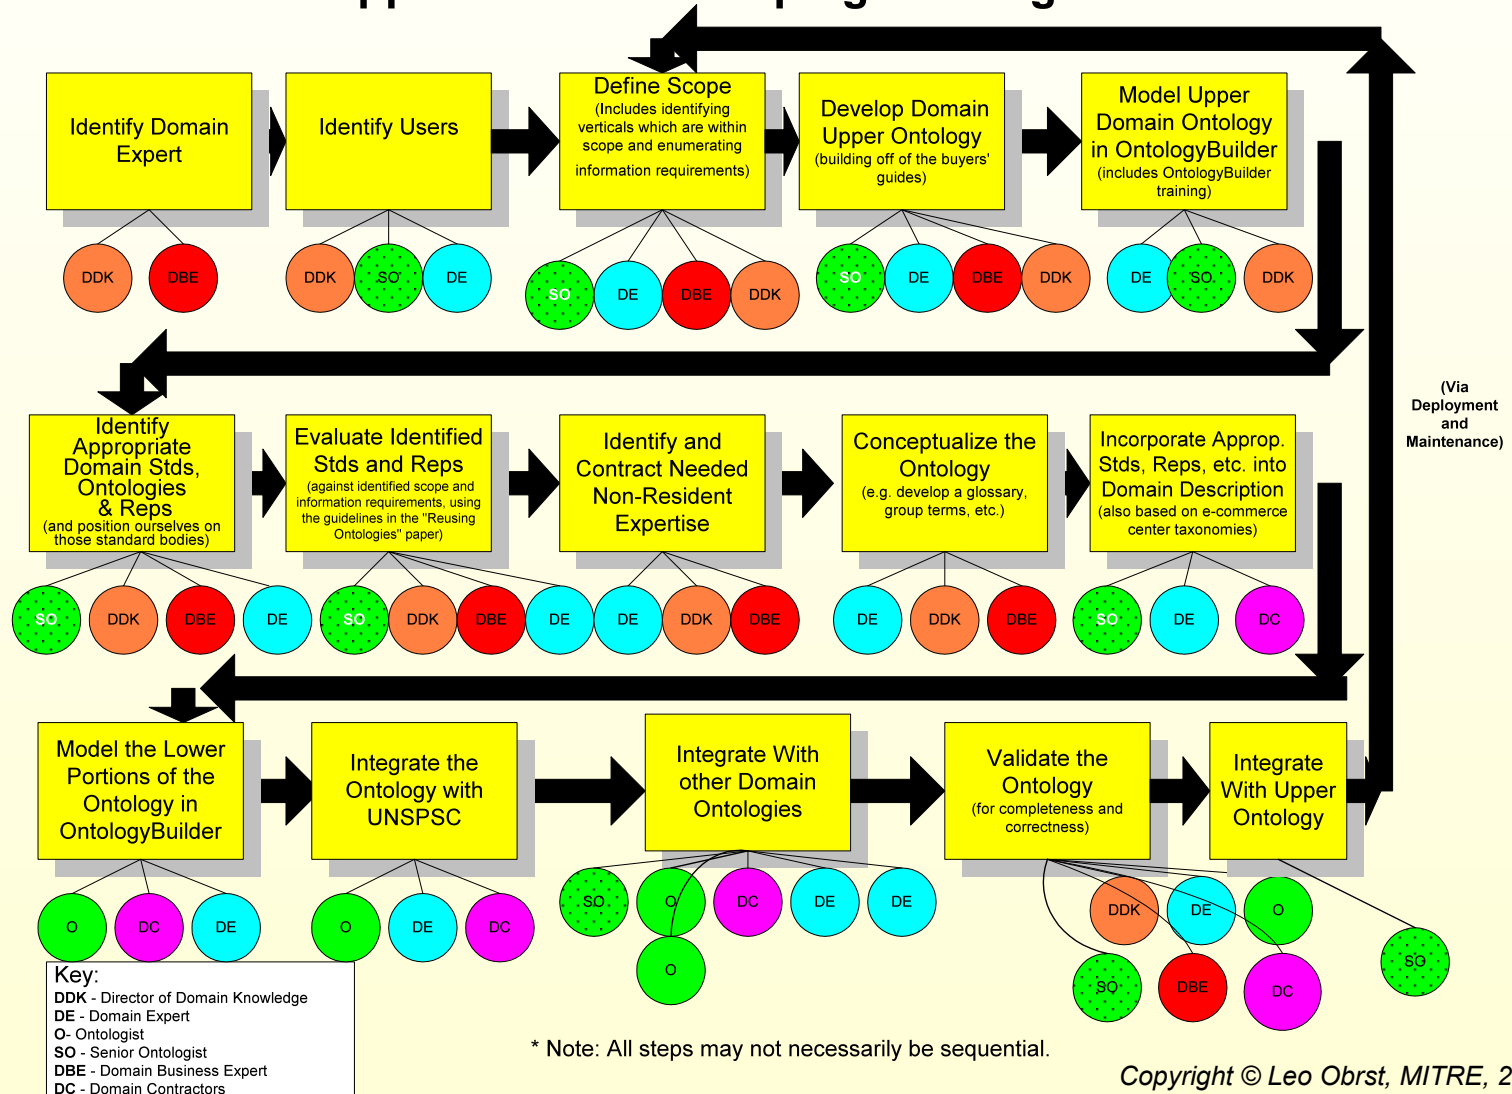 Identify Domain
Expert
Identify Users
Define Scope
(Includes identifying
verticals which are within
scope and enumerating
information requirements)
Develop Domain
Upper Ontology
(building off of the buyers'
guides)
Model Upper
Domain Ontology
in OntologyBuilder
(includes OntologyBuilder
training)
DDK
DBE
DDK
SO
DE
SO
DE
DBE
DDK
SO
DE
DBE
DDK
DE
SO
DDK
(Via
Deployment
and
Maintenance)
Identify
Appropriate
Domain Stds,
Ontologies
& Reps
(and position ourselves on
those standard bodies)
Evaluate Identified
Stds and Reps
(against identified scope and
information requirements, using
the guidelines in the "Reusing
Ontologies" paper)
Identify and
Contract Needed
Non-Resident
Expertise
Conceptualize the
Ontology
(e.g. develop a glossary,
group terms, etc.)
Incorporate Approp.
Stds, Reps, etc. into
Domain Description
(also based on e-commerce
center taxonomies)
SO
DDK
DBE
DE
SO
DDK
DBE
DE
DE
DDK
DBE
DE
DDK
DBE
SO
DE
DC
Model the Lower
Portions of the
Ontology in
OntologyBuilder
Integrate the
Ontology with
UNSPSC
Integrate With
other Domain
Ontologies
Validate the
Ontology
(for completeness and
correctness)
Integrate
With Upper
Ontology
O
DC
DE
O
DE
DC
SO
O
DC
DE
DE
O
DDK
DE
O
SO
DBE
DC
SO
Key:
DDK - Director of Domain Knowledge
DE - Domain Expert
O- Ontologist
SO - Senior Ontologist
DBE - Domain Business Expert
DC - Domain Contractors
* Note: All steps may not necessarily be sequential.
Copyright © Leo Obrst, MITRE, 2